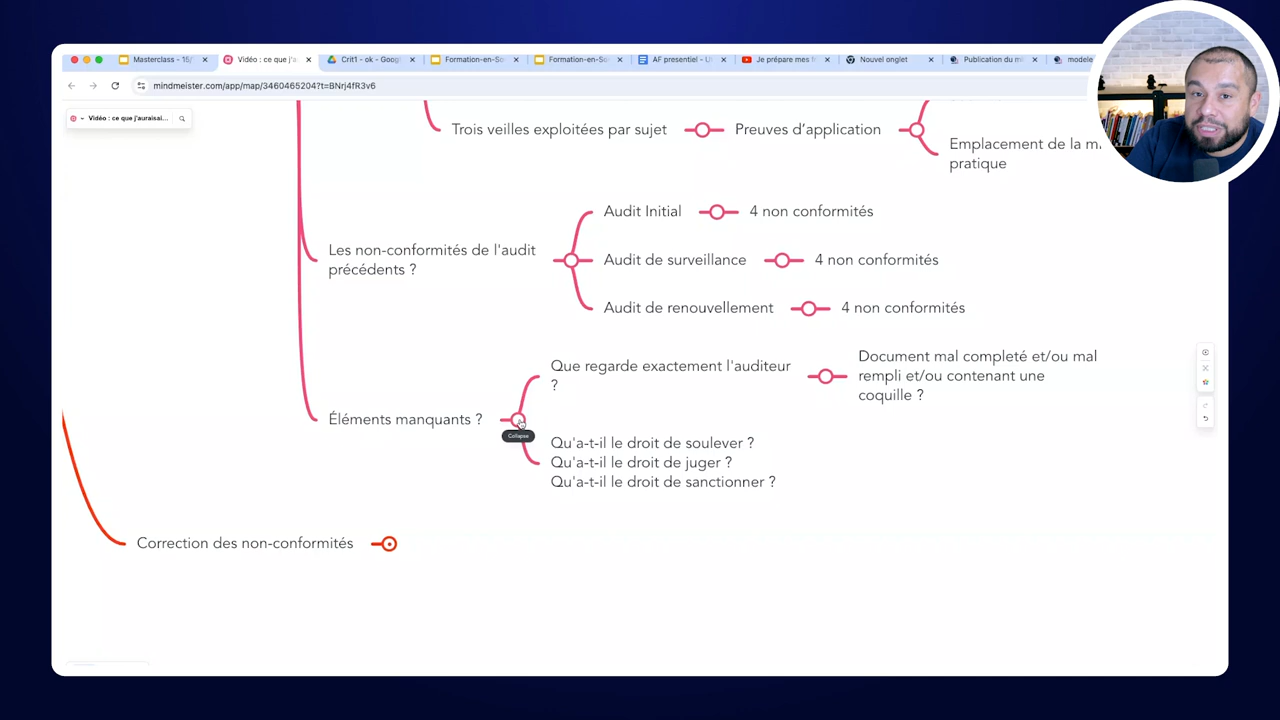 Masterclass - 15/
Vidéo : ce que j'a
Crit1 - ok - Goog
Formation-en-So
Formation-en-So
AF presentiel - U
Je prépare mes f
Nouvel onglet
Publication du m
modele
mindmeister.com/app/map/3460465204?t=BNrj4fR3v6
Vidéo : ce que j'auraisai...
Trois veilles exploitées par sujet
Preuves d'application
Emplacement de la mi
pratique
Les non-conformités de l'audit
précédents ?
Audit Initial
4 non conformités
Audit de surveillance
4 non conformités
Audit de renouvellement
4 non conformités
Éléments manquants ?
Collapse
Que regarde exactement l'auditeur
?
Document mal completé et/ou mal
rempli et/ou contenant une
coquille ?
Qu'a-t-il le droit de soulever ?
Qu'a-t-il le droit de juger ?
Qu'a-t-il le droit de sanctionner ?
Correction des non-conformités